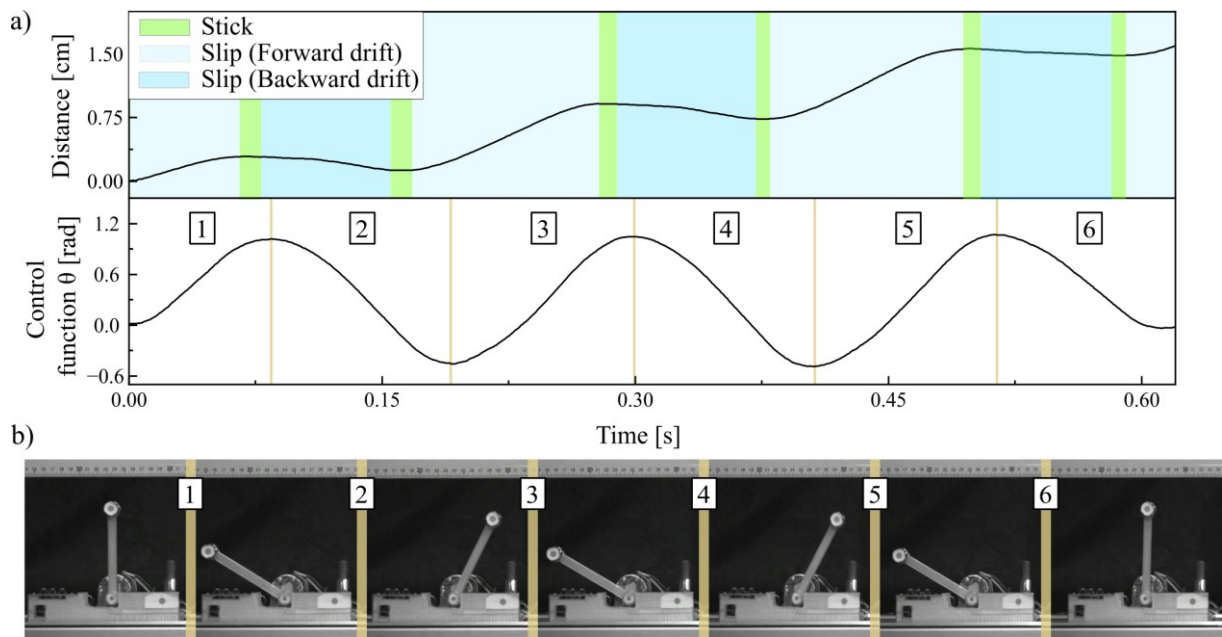 a)
Stick
Slip (Forward drift)
Slip (Backward drift)
Distance [cm]
1.50
0.75
0.00
1 2 3 4 5 6
Control
function θ [rad]
1.2
0.6
0.0
−0.6
0.00 0.15 0.30 0.45 0.60
Time [s]
b)
1 2 3 4 5 6